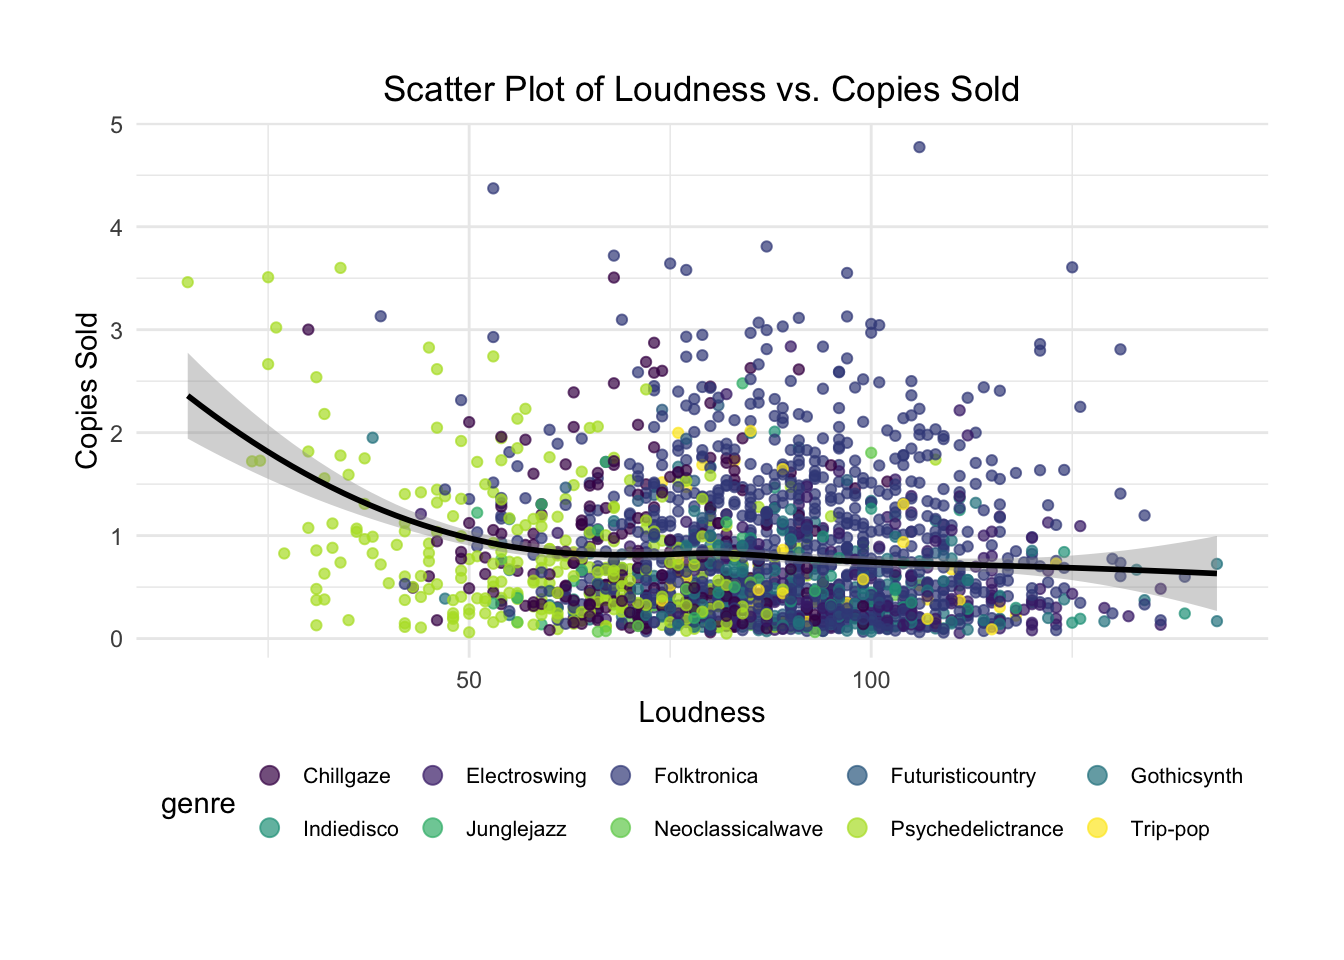 Scatter Plot of Loudness vs. Copies Sold
5
4
3
2
1
0
Copies Sold
50 100
Loudness
genre
Chillgaze Electroswing Folktronica Futuristicountry Gothicsynth
Indiedisco Junglejazz Neoclassicalwave Psychedelictrance Trip-pop